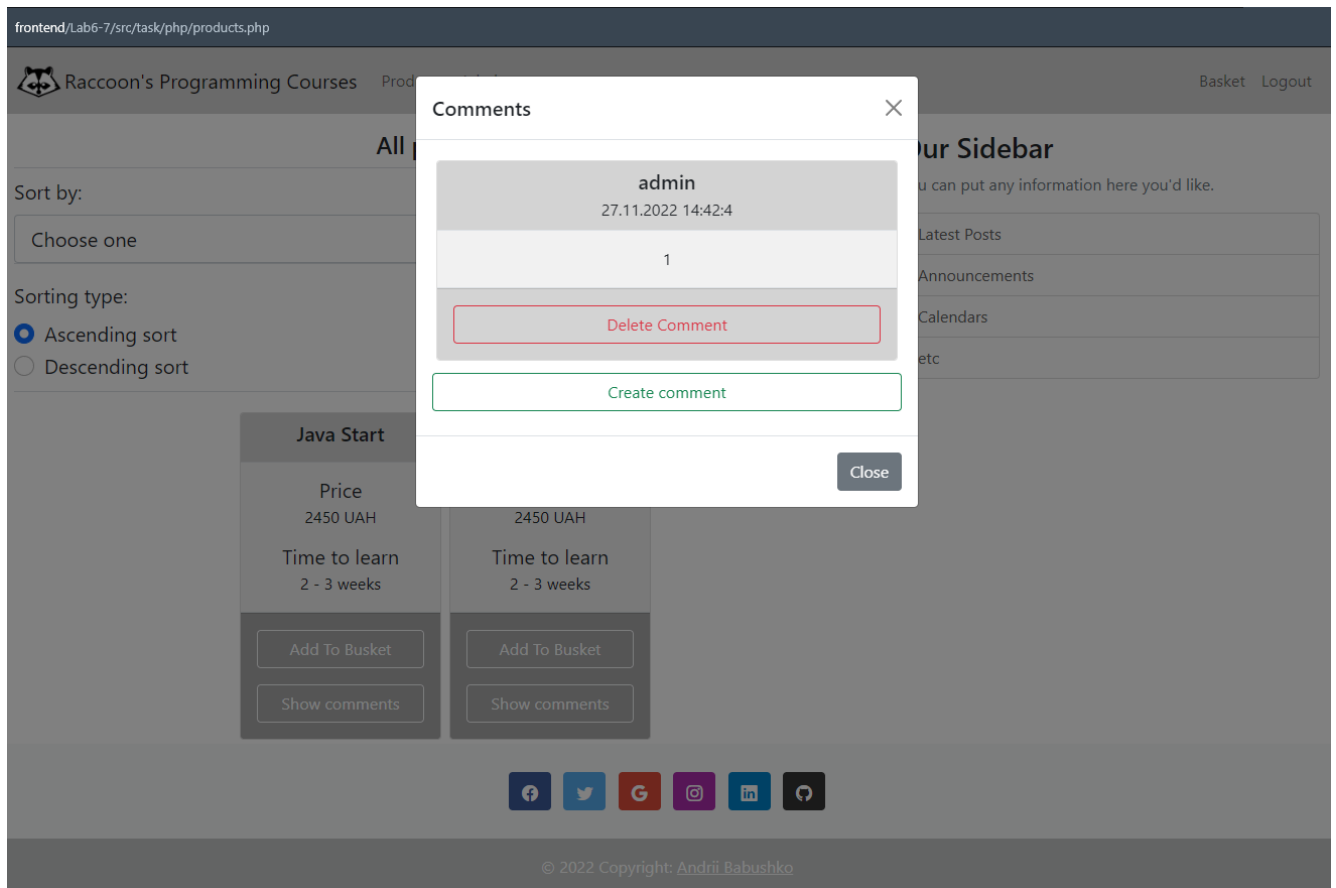 frontend/Lab6-7/src/task/php/products.php
Raccoon's Programming Courses
Basket Logout
Comments
All
Our Sidebar
can put any information here you'd like.
Sort by:
Choose one
admin
27.11.2022 14:42:4
1
Delete Comment
Create comment
Close
Latest Posts
Announcements
Calendars
etc
Sorting type:
Ascending sort
Descending sort
Java Start
Price
2450 UAH
Time to learn
2 - 3 weeks
Add To Busket
Show comments
2450 UAH
Time to learn
2 - 3 weeks
Add To Busket
Show comments
© 2022 Copyright: Andrii Babushko